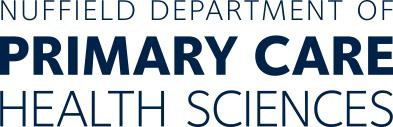 NUFFIELD DEPARTMENT OF
PRIMARY CARE
HEALTH SCIENCES